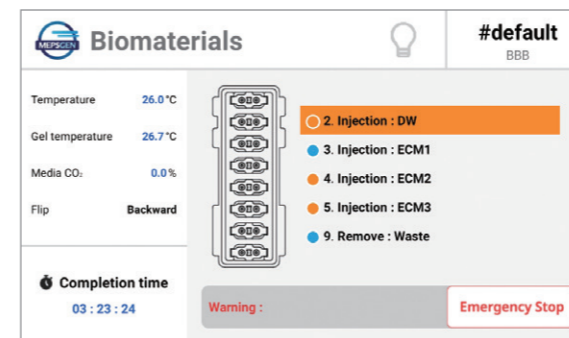 MEPSGEN
Biomaterials
#default
BBB
Temperature 26.0°C
Gel temperature 26.7°C
Media CO₂ 0.0%
Flip Backward
Completion time
03 : 23 : 24
2. Injection : DW
3. Injection : ECM1
4. Injection : ECM2
5. Injection : ECM3
9. Remove : Waste
Warning :
Emergency Stop